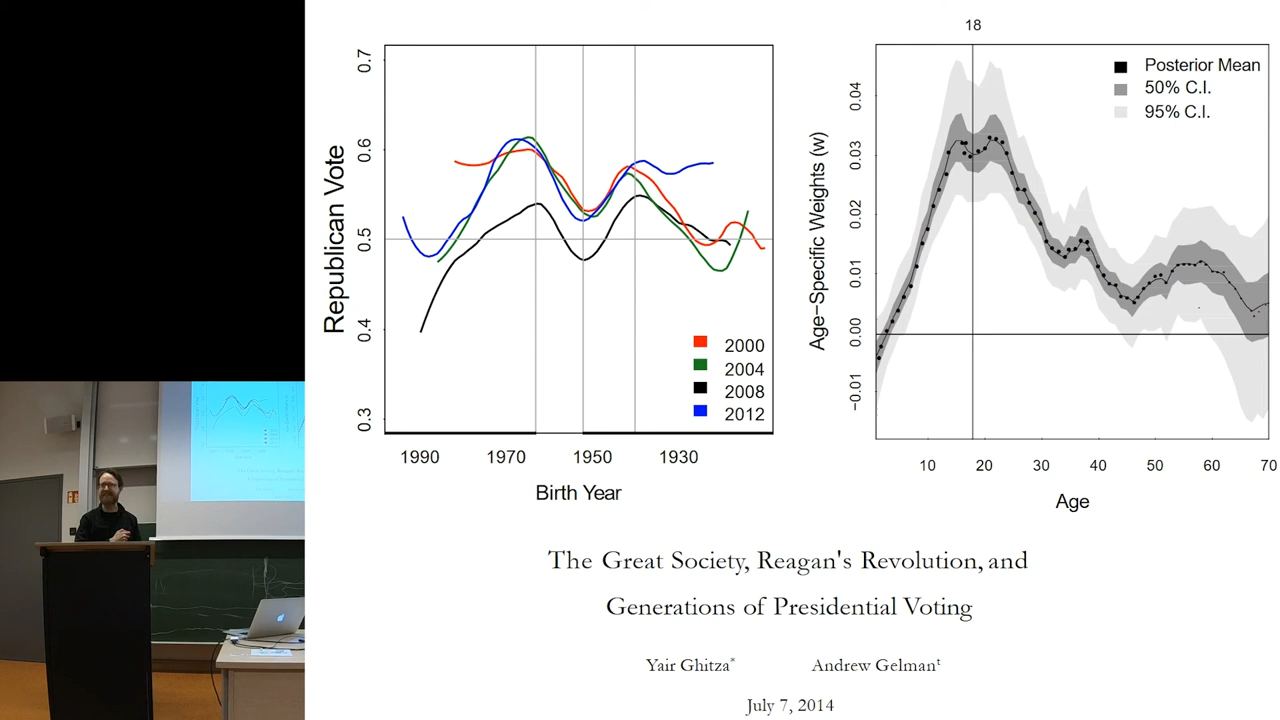 0.7
0.6
0.5
0.4
0.3
Republican Vote
2000
2004
2008
2012
1990 1970 1950 1930
Birth Year
18
Posterior Mean
50% C.I.
95% C.I.
0.04
0.03
0.02
0.01
0.00
−0.01
Age−Specific Weights (w)
10 20 30 40 50 60 70
Age
The Great Society, Reagan's Revolution, and
Generations of Presidential Voting
Yair Ghitza* Andrew Gelman†
July 7, 2014